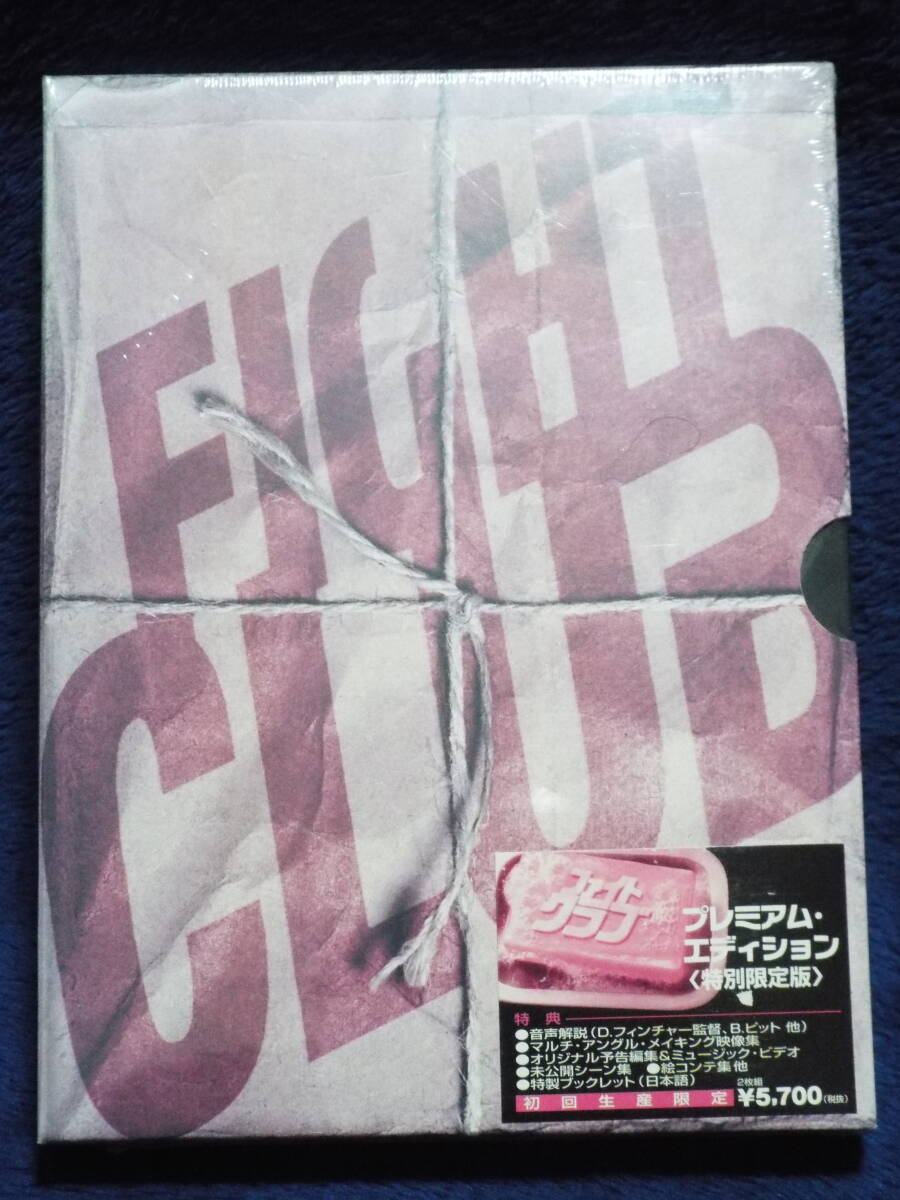 FIGHT
CLUB
ファイト
クラブ
プレミアム・
エディション
〈特別限定版〉
特典
●音声解説(D.フィンチャー監督、B.ピット 他)
●マルチ・アングル・メイキング映像集
●オリジナル予告編集&ミュージック・ビデオ
●未公開シーン集 ●絵コンテ集 他
●特製ブックレット(日本語) 2枚組
初回生産限定 ¥5,700(税抜)